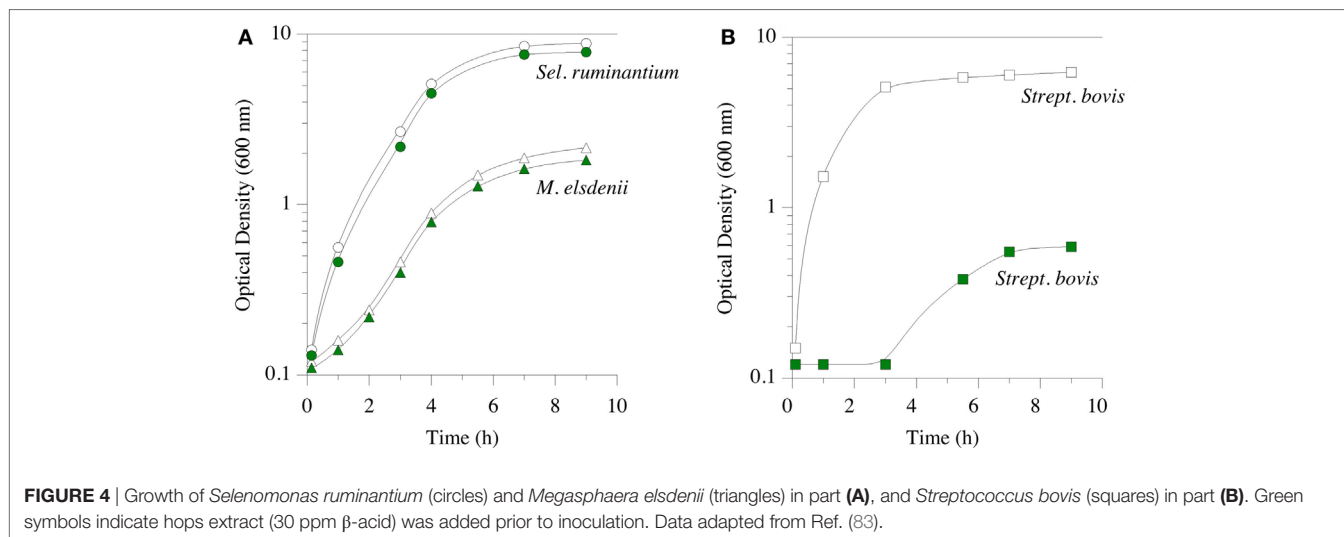 A
10
1
0.1
Optical Density (600 nm)
Sel. ruminantium
M. elsdenii
0 2 4 6 8 10
Time (h)
B
10
1
0.1
Optical Density (600 nm)
Strept. bovis
Strept. bovis
0 2 4 6 8 10
Time (h)
FIGURE 4 | Growth of Selenomonas ruminantium (circles) and Megasphaera elsdenii (triangles) in part (A), and Streptococcus bovis (squares) in part (B). Green
symbols indicate hops extract (30 ppm β-acid) was added prior to inoculation. Data adapted from Ref. (83).